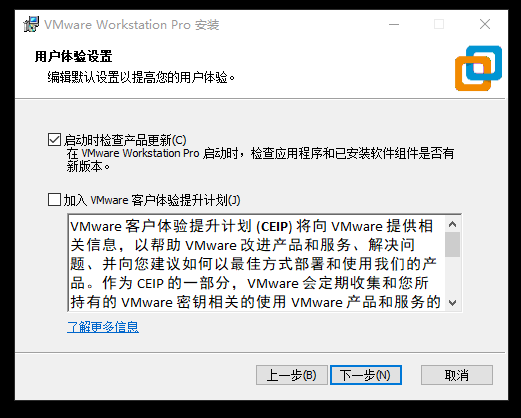 VMware Workstation Pro 安装
用户体验设置
编辑默认设置以提高您的用户体验。
启动时检查产品更新(C)
在 VMware Workstation Pro 启动时，检查应用程序和已安装软件组件是否有
新版本。
加入 VMware 客户体验提升计划(J)
VMware 客户体验提升计划 (CEIP) 将向 VMware 提供相
关信息，以帮助 VMware 改进产品和服务、解决问
题、并向您建议如何以最佳方式部署和使用我们的产
品。作为 CEIP 的一部分，VMware 会定期收集和您所
持有的 VMware 密钥相关的使用 VMware 产品和服务的
了解更多信息
上一步(B) 下一步(N) 取消